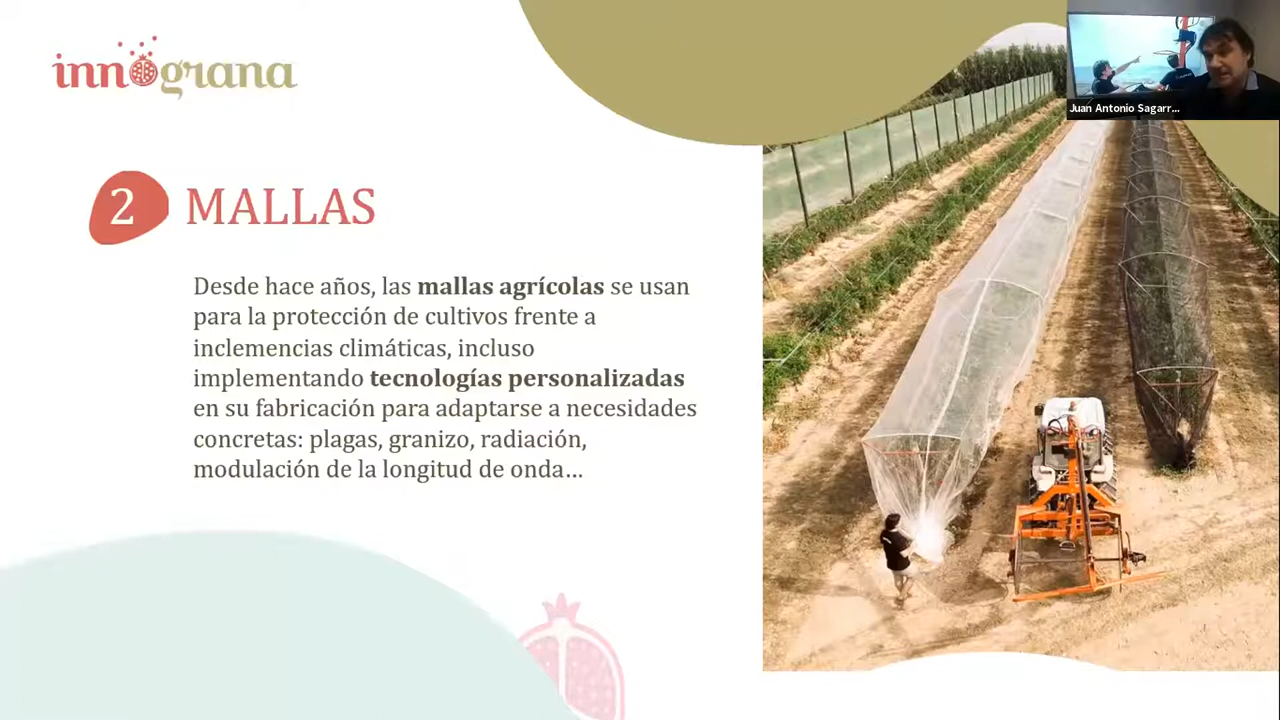 innograna
Juan Antonio Sagarr...
2 MALLAS
Desde hace años, las mallas agrícolas se usan
para la protección de cultivos frente a
inclemencias climáticas, incluso
implementando tecnologías personalizadas
en su fabricación para adaptarse a necesidades
concretas: plagas, granizo, radiación,
modulación de la longitud de onda…